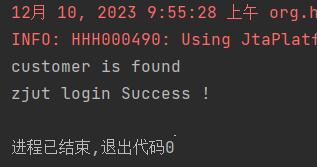 12月 10, 2023 9:55:28 上午 org.h
INFO: HHH000490: Using JtaPlatf
customer is found
zjut login Success !
进程已结束,退出代码0